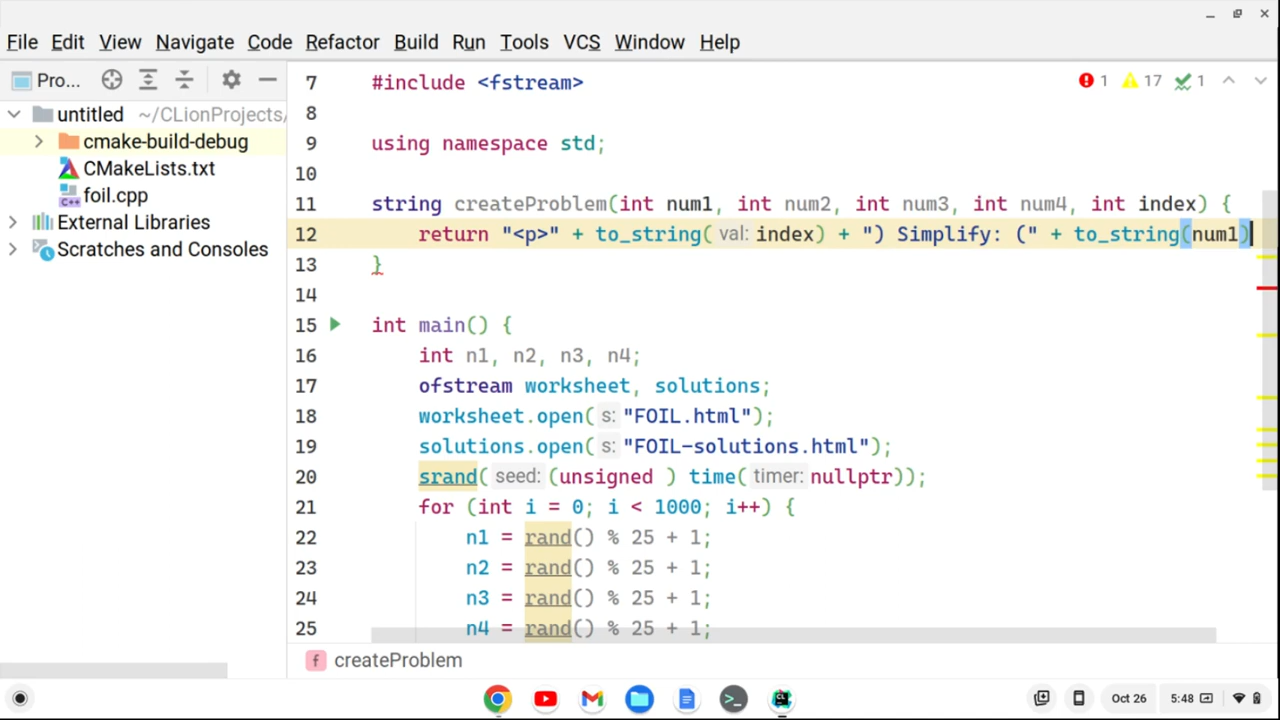 File Edit View Navigate Code Refactor Build Run Tools VCS Window Help
Pro...
untitled ~/CLionProjects/
cmake-build-debug
CMakeLists.txt
foil.cpp
External Libraries
Scratches and Consoles
1 17 1
7 #include <fstream>
8
9 using namespace std;
10
11 string createProblem(int num1, int num2, int num3, int num4, int index) {
12 return "<p>" + to_string( val: index) + ") Simplify: (" + to_string(num1)
13 }
14
15 int main() {
16 int n1, n2, n3, n4;
17 ofstream worksheet, solutions;
18 worksheet.open( s: "FOIL.html");
19 solutions.open( s: "FOIL-solutions.html");
20 srand( seed: (unsigned ) time( timer: nullptr));
21 for (int i = 0; i < 1000; i++) {
22 n1 = rand() % 25 + 1;
23 n2 = rand() % 25 + 1;
24 n3 = rand() % 25 + 1;
25 n4 = rand() % 25 + 1;
f createProblem
Oct 26 5:48